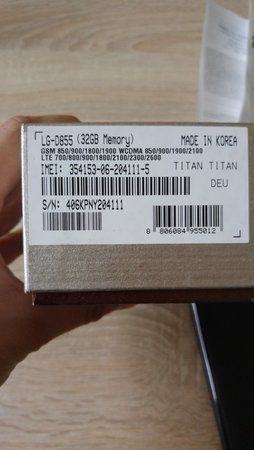 LG-D855 (32GB Memory) MADE IN KOREA
GSM 850/900/1800/1900 WCDMA 850/900/1900/2100
LTE 700/800/900/1800/2100/2300/2600
IMEI: 354153-06-204111-5 TITAN TITAN
DEU
S/N: 406KPNY204111
8 806084 955012